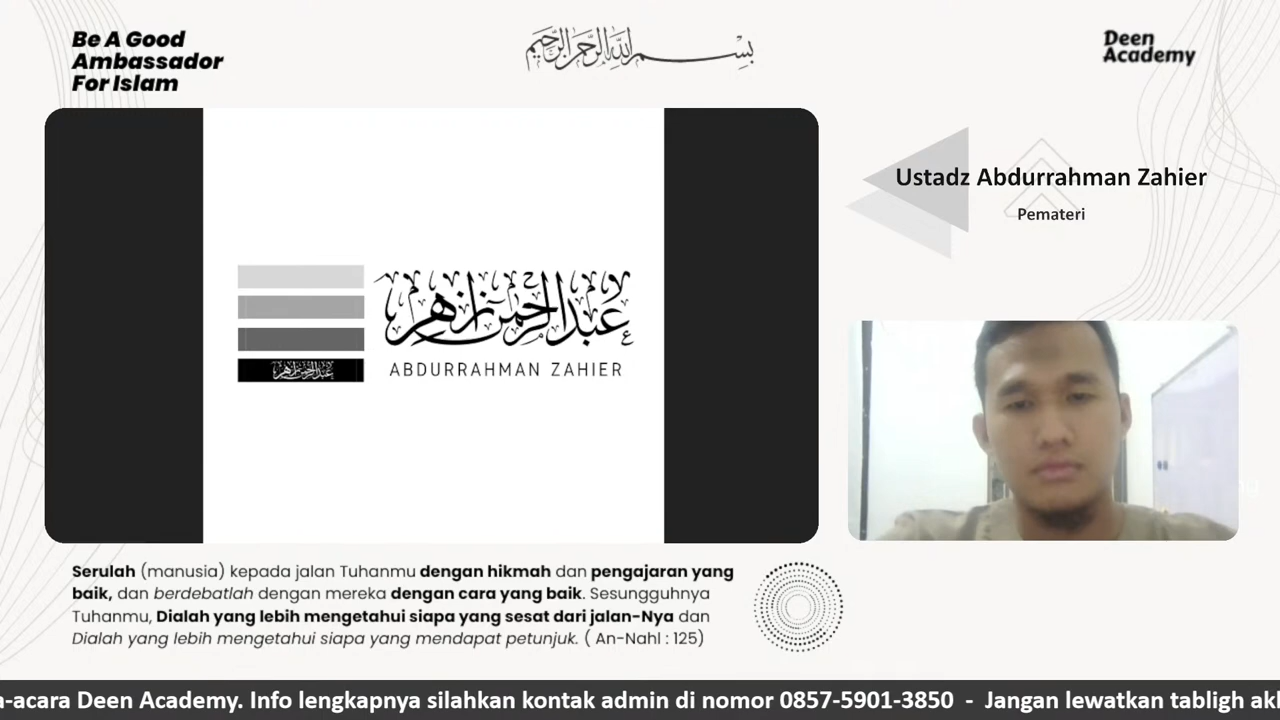 Be A Good
Ambassador
For Islam
بسم الله الرحمن الرحيم
Deen
Academy
Ustadz Abdurrahman Zahier
Pemateri
عبد الرحمن زاهر
عبد الرحمن زاهر
ABDURRAHMAN ZAHIER
Serulah (manusia) kepada jalan Tuhanmu dengan hikmah dan pengajaran yang
baik, dan berdebatlah dengan mereka dengan cara yang baik. Sesungguhnya
Tuhanmu, Dialah yang lebih mengetahui siapa yang sesat dari jalan-Nya dan
Dialah yang lebih mengetahui siapa yang mendapat petunjuk. ( An-Nahl : 125)
a-acara Deen Academy. Info lengkapnya silahkan kontak admin di nomor 0857-5901-3850 - Jangan lewatkan tabligh ak